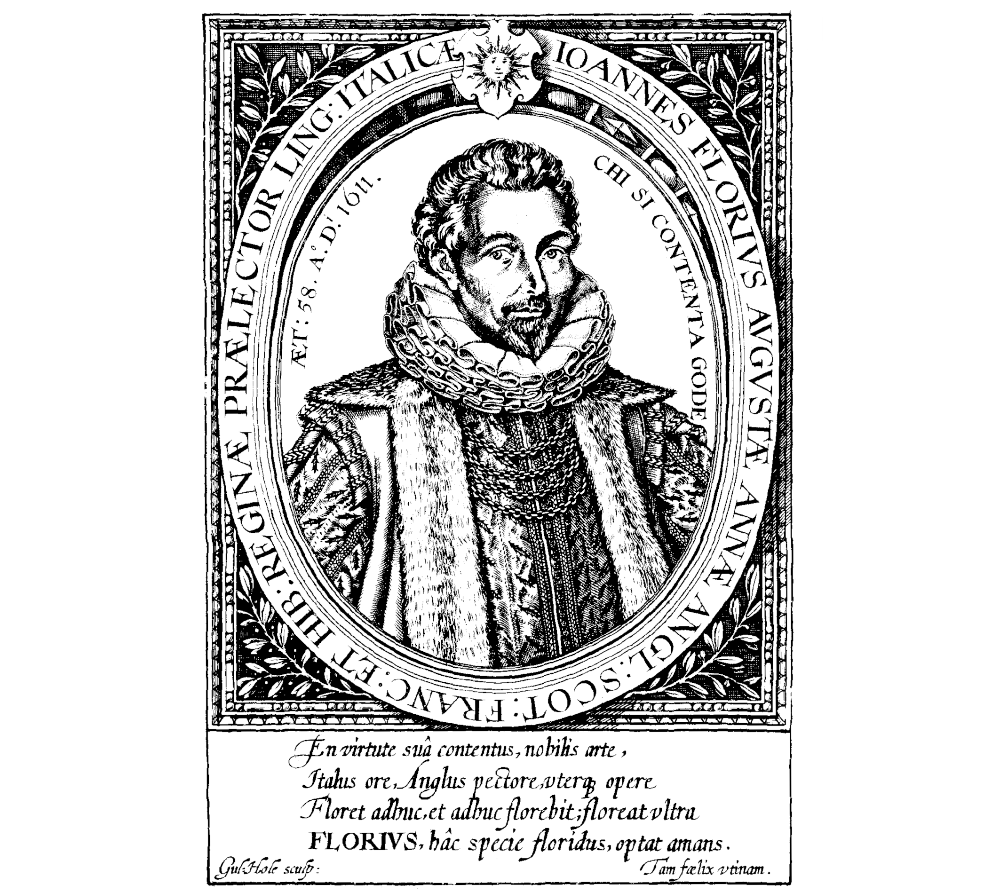 IOANNES FLORIVS AVGVSTÆ ANNÆ ANGL: SCOT: FRANC: ET HIB: REGINÆ PRÆLECTOR LING: ITALICÆ
ÆT: 58. Aº. Dⁱ. 1611.
CHI SI CONTENTA GODE
En virtute suâ contentus, nobilis arte,
Italus ore, Anglus pectore, vterqꝫ opere
Floret adhuc, et adhuc florebit; floreat vltra
FLORIVS, hâc specie floridus, optat amans.
Gul: Hole sculp:
Tam fælix vtinam.